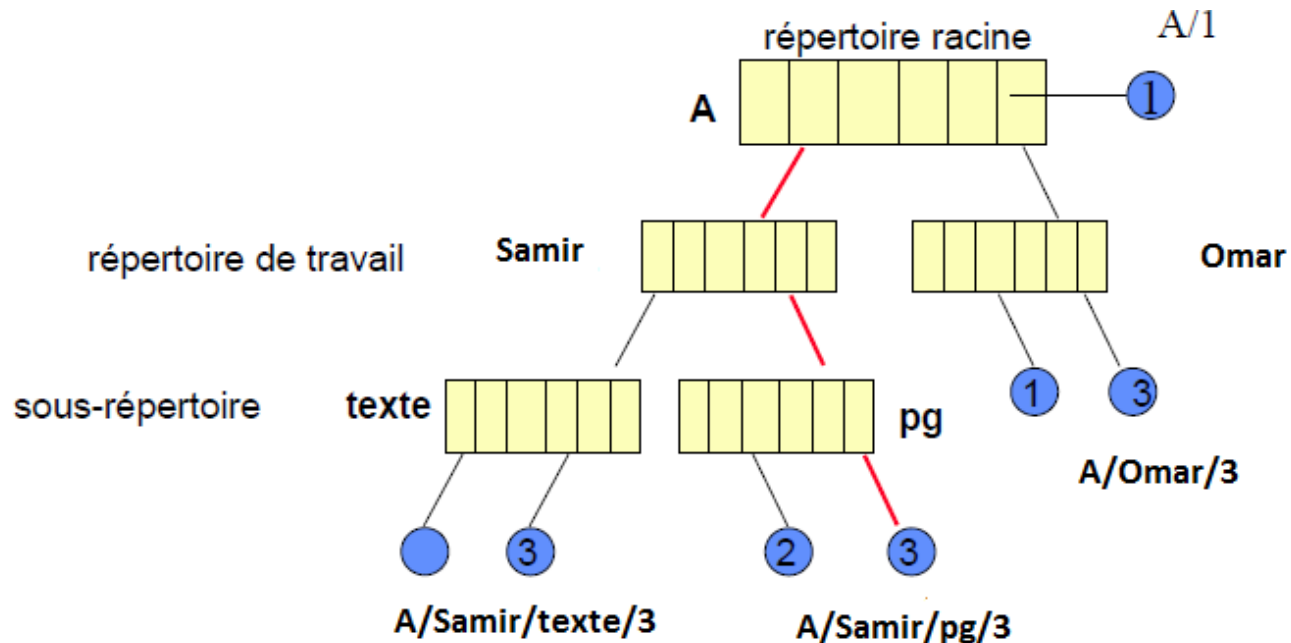 répertoire racine
A/1
A
1
répertoire de travail
Samir
Omar
sous-répertoire
texte
pg
1
3
A/Omar/3
3
2
3
A/Samir/texte/3
A/Samir/pg/3